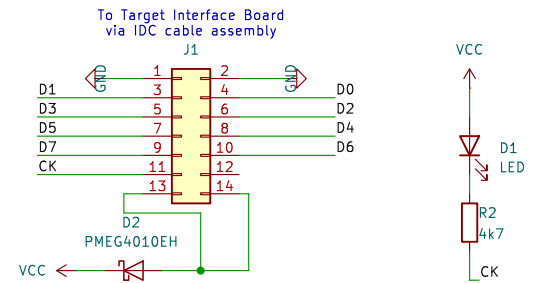 To Target Interface Board
via IDC cable assembly
J1
GND 1 2 GND
D1 3 4 D0
D3 5 6 D2
D5 7 8 D4
D7 9 10 D6
CK 11 12
13 14
D2
PMEG4010EH
VCC
VCC
D1
LED
R2
4k7
CK